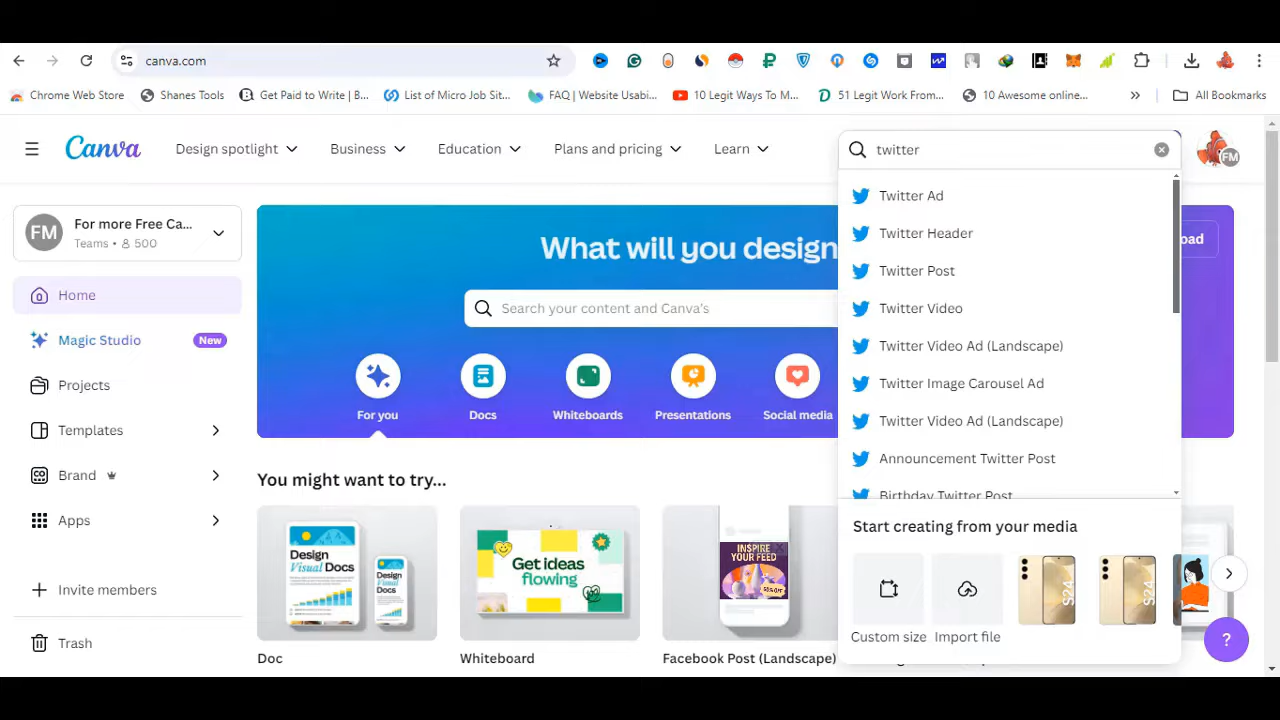 canva.com
Chrome Web Store
Shanes Tools
Get Paid to Write | B...
List of Micro Job Sit...
FAQ | Website Usabi...
10 Legit Ways To M...
51 Legit Work From...
10 Awesome online...
»
All Bookmarks
Canva
Design spotlight
Business
Education
Plans and pricing
Learn
twitter
FM
FM
For more Free Ca...
Teams • 500
Home
Magic Studio
New
Projects
Templates
Brand
Apps
Invite members
Trash
What will you design
Search your content and Canva's
For you
Docs
Whiteboards
Presentations
Social media
oad
Twitter Ad
Twitter Header
Twitter Post
Twitter Video
Twitter Video Ad (Landscape)
Twitter Image Carousel Ad
Twitter Video Ad (Landscape)
Announcement Twitter Post
Birthday Twitter Post
Start creating from your media
S24
S24
Custom size
Import file
You might want to try...
Design
Visual Docs
Design
Visual Docs
Get ideas
flowing
INSPIRE
YOUR FEED
Doc
Whiteboard
Facebook Post (Landscape)
?